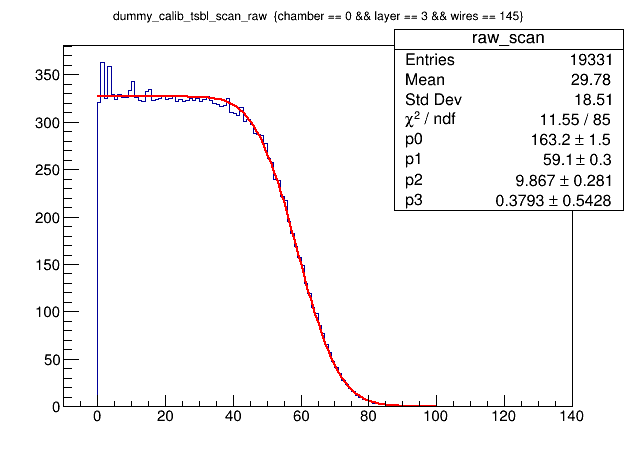 dummy_calib_tsbl_scan_raw {chamber == 0 && layer == 3 && wires == 145}
raw_scan
Entries 19331
Mean 29.78
Std Dev 18.51
χ² / ndf 11.55 / 85
p0 163.2 ± 1.5
p1 59.1 ± 0.3
p2 9.867 ± 0.281
p3 0.3793 ± 0.5428
350
300
250
200
150
100
50
0
0 20 40 60 80 100 120 140